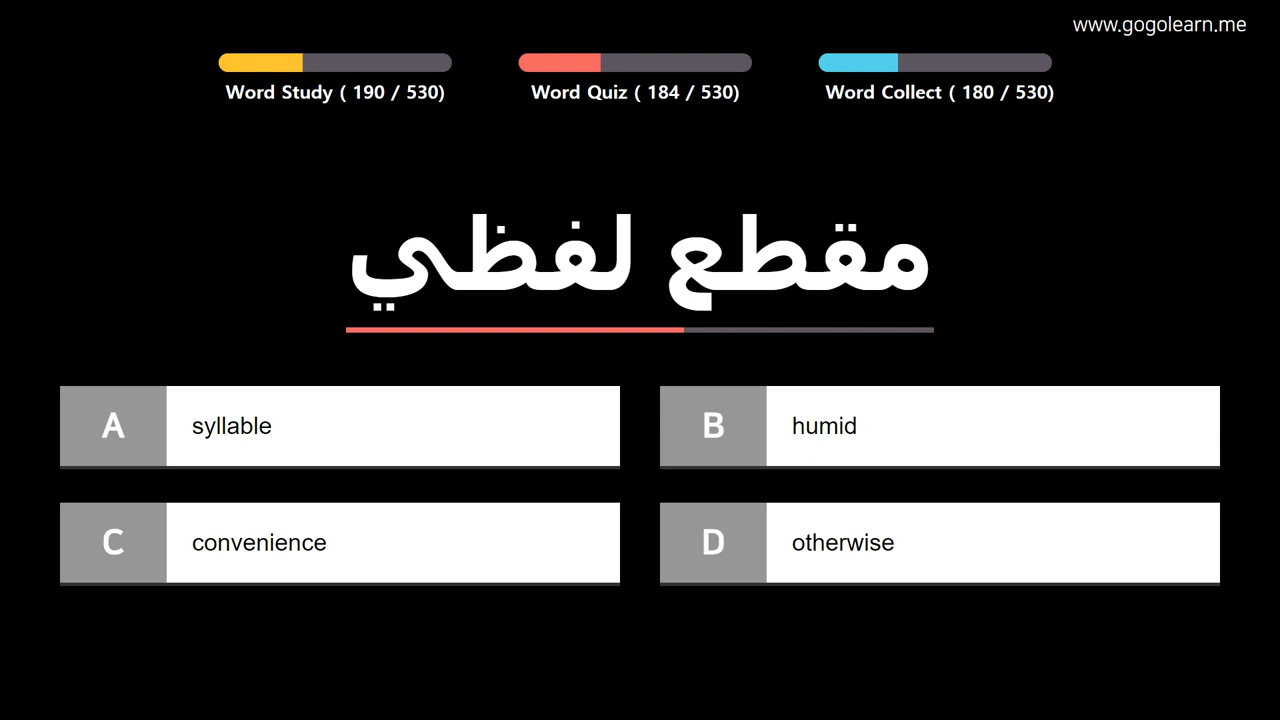 www.gogolearn.me
Word Study ( 190 / 530)
Word Quiz ( 184 / 530)
Word Collect ( 180 / 530)
مقطع لفظي
A
syllable
B
humid
C
convenience
D
otherwise